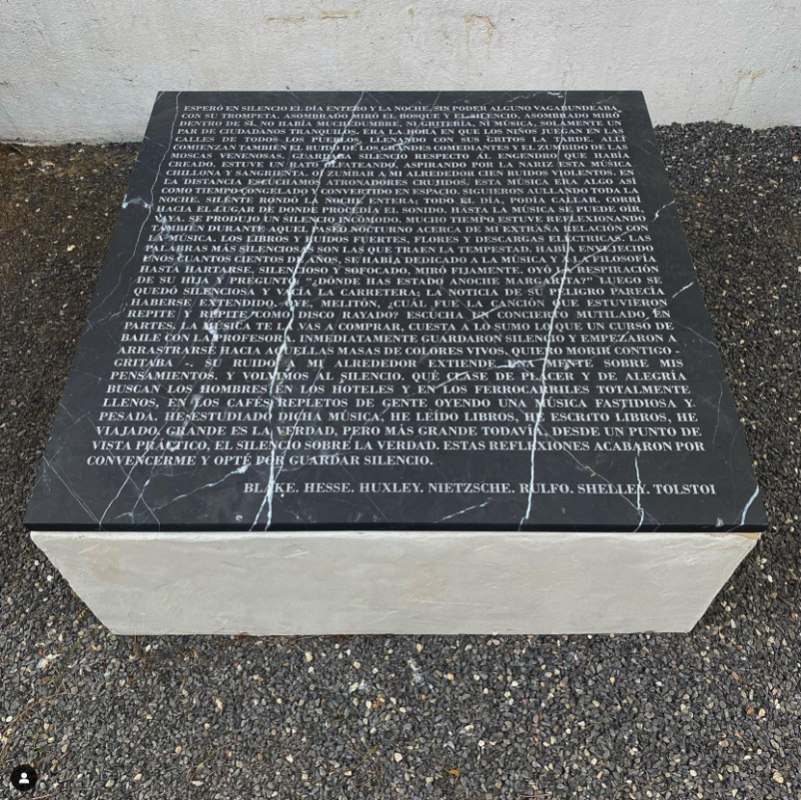 ESPERÓ EN SILENCIO EL DÍA ENTERO Y LA NOCHE, SIN PODER ALGUNO VAGABUNDEABA,
CON SU TROMPETA. ASOMBRADO MIRÓ EL BOSQUE Y EL SILENCIO, ASOMBRADO MIRÓ
DENTRO DE SÍ. NO HABÍA MUCHEDUMBRE, NI GRITERÍA, NI MÚSICA. SOLAMENTE UN
PAR DE CIUDADANOS TRANQUILOS. ERA LA HORA EN QUE LOS NIÑOS JUEGAN EN LAS
CALLES DE TODOS LOS PUEBLOS, LLENANDO CON SUS GRITOS LA TARDE. ALLÍ
COMIENZAN TAMBIÉN EL RUIDO DE LOS GRANDES COMEDIANTES Y EL ZUMBIDO DE LAS
MOSCAS VENENOSAS. GUARDABA SILENCIO RESPECTO AL ENGENDRO QUE HABÍA
CREADO. ESTUVE UN RATO OLFATEANDO, ASPIRANDO POR LA NARIZ ESTA MÚSICA
CHILLONA Y SANGRIENTA. OÍ ZUMBAR A MI ALREDEDOR CIEN RUIDOS VIOLENTOS. EN
LA DISTANCIA ESCUCHAMOS ATRONADORES CRUJIDOS. ESTA MÚSICA ERA ALGO ASÍ
COMO TIEMPO CONGELADO Y CONVERTIDO EN ESPACIO. SIGUIERON AULLANDO TODA LA
NOCHE. SILENTE RONDÓ LA NOCHE ENTERA; TODO EL DÍA, PODÍA CALLAR. CORRÍ
HACIA EL LUGAR DE DONDE PROCEDÍA EL SONIDO. HASTA LA MÚSICA SE PUEDE OÍR.
VAYA. SE PRODUJO UN SILENCIO INCÓMODO. MUCHO TIEMPO ESTUVE REFLEXIONANDO
TAMBIÉN DURANTE AQUEL PASEO NOCTURNO ACERCA DE MI EXTRAÑA RELACIÓN CON
LA MÚSICA. LOS LIBROS Y RUIDOS FUERTES, FLORES Y DESCARGAS ELÉCTRICAS. LAS
PALABRAS MÁS SILENCIOSAS SON LAS QUE TRAEN LA TEMPESTAD. HABÍA ENVEJECIDO
UNOS CUANTOS CIENTOS DE AÑOS, SE HABÍA DEDICADO A LA MÚSICA Y A LA FILOSOFÍA
HASTA HARTARSE. SILENCIOSO Y SOFOCADO, MIRÓ FIJAMENTE. OYÓ LA RESPIRACIÓN
DE SU HIJA Y PREGUNTÓ: "¿DÓNDE HAS ESTADO ANOCHE MARGARITA?" LUEGO SE
QUEDÓ SILENCIOSA Y VACÍA LA CARRETERA; LA NOTICIA DE SU PELIGRO PARECÍA
HABERSE EXTENDIDO. OYE, MELITÓN, ¿CUÁL FUE LA CANCIÓN QUE ESTUVIERON
REPITE Y REPITE COMO DISCO RAYADO? ESCUCHA UN CONCIERTO MUTILADO EN
PARTES. LA MÚSICA TE LA VAS A COMPRAR, CUESTA A LO SUMO LO QUE UN CURSO DE
BAILE CON LA PROFESORA. INMEDIATAMENTE GUARDARON SILENCIO Y EMPEZARON A
ARRASTRARSE HACIA AQUELLAS MASAS DE COLORES VIVOS. QUIERO MORIR CONTIGO -
GRITABA -. SU RUIDO A MI ALREDEDOR EXTIENDE UNA MENTE SOBRE MIS
PENSAMIENTOS. Y VOLVIMOS AL SILENCIO. QUÉ CLASE DE PLACER Y DE ALEGRÍA
BUSCAN LOS HOMBRES EN LOS HOTELES Y EN LOS FERROCARRILES TOTALMENTE
LLENOS, EN LOS CAFÉS REPLETOS DE GENTE OYENDO UNA MÚSICA FASTIDIOSA Y
PESADA. HE ESTUDIADO DICHA MÚSICA, HE LEÍDO LIBROS, HE ESCRITO LIBROS, HE
VIAJADO. GRANDE ES LA VERDAD, PERO MÁS GRANDE TODAVÍA, DESDE UN PUNTO DE
VISTA PRÁCTICO, EL SILENCIO SOBRE LA VERDAD. ESTAS REFLEXIONES ACABARON POR
CONVENCERME Y OPTÉ POR GUARDAR SILENCIO.
BLAKE. HESSE. HUXLEY. NIETZSCHE. RULFO. SHELLEY. TOLSTOI